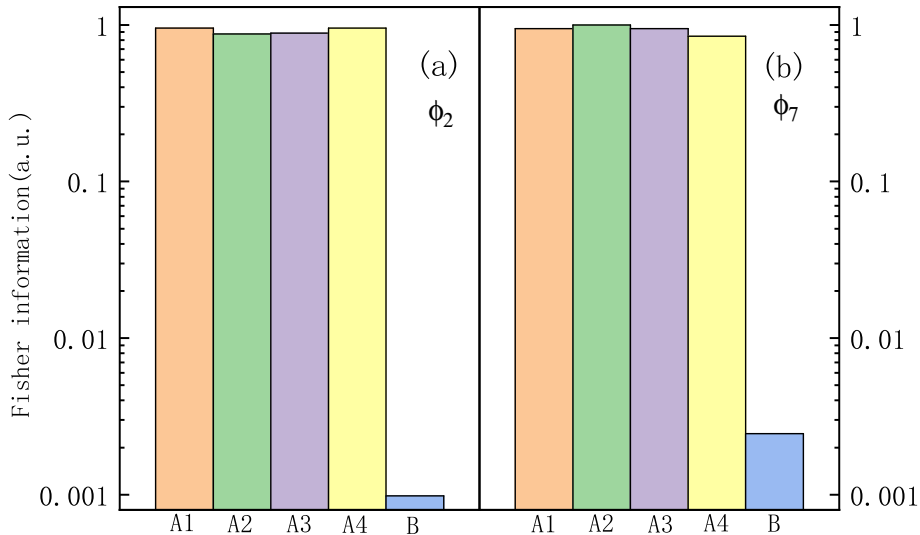 Fisher information(a.u.)
1
0.1
0.01
0.001
(a)
ϕ2
A1 A2 A3 A4 B
(b)
ϕ7
A1 A2 A3 A4 B
1
0.1
0.01
0.001